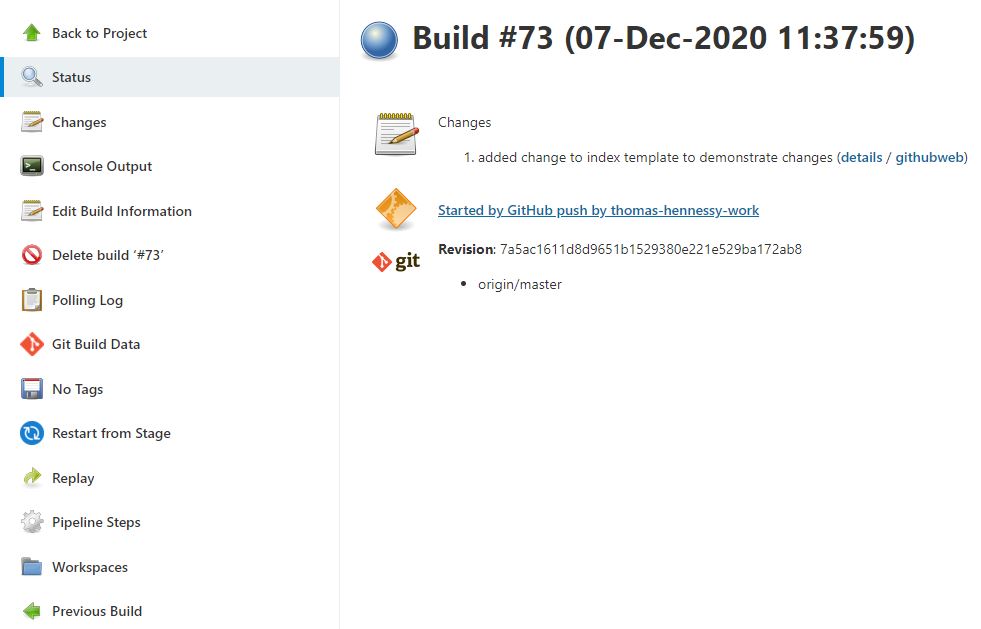 Back to Project
Status
Changes
Console Output
Edit Build Information
Delete build ‘#73’
Polling Log
Git Build Data
No Tags
Restart from Stage
Replay
Pipeline Steps
Workspaces
Previous Build
Build #73 (07-Dec-2020 11:37:59)
Changes
1. added change to index template to demonstrate changes (details / githubweb)
Started by GitHub push by thomas-hennessy-work
git
Revision: 7a5ac1611d8d9651b1529380e221e529ba172ab8
• origin/master